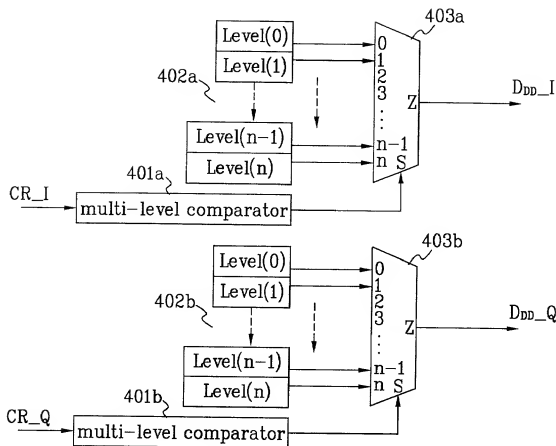 403a
Level(0)
Level(1)
402a
0
1
2
3
Z
D_DD_I
Level(n-1)
Level(n)
n-1
n S
401a
CR_I
multi-level comparator
403b
Level(0)
Level(1)
402b
0
1
2
3
Z
D_DD_Q
Level(n-1)
Level(n)
n-1
n S
401b
CR_Q
multi-level comparator